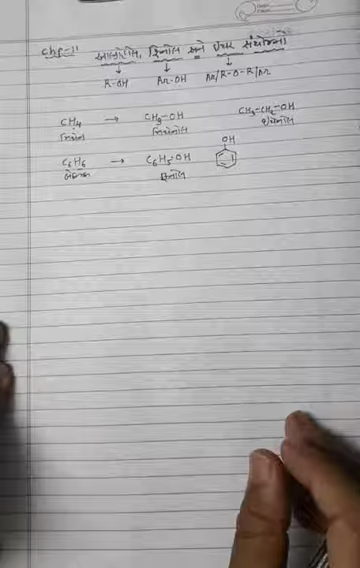 ch:-11 આલ્કોહોલ, ફિનોલ અને ઈથર સંયોજનો
R-OH Ar-OH Ar/R-O-R/Ar
CH4 → CH3-OH CH3-CH2-OH
મિથેન મિથેનોલ ઈથેનોલ
OH
C6H6 → C6H5-OH
બેન્ઝિન ફિનોલ